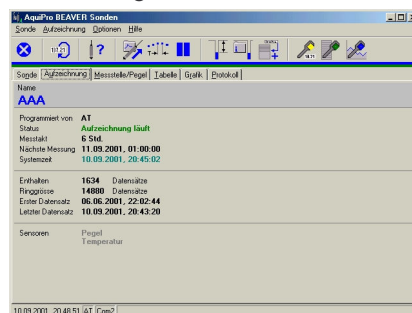 AquiPro BEAVER Sonden
Sonde Aufzeichnung Optionen Hilfe
Sonde Aufzeichnung Messstelle/Pegel Tabelle Grafik Protokoll
Name
AAA
Programmiert von AT
Status Aufzeichnung läuft
Messtakt 6 Std.
Nächste Messung 11.09.2001, 01:00:00
Systemzeit 10.09.2001, 20:45:02
Enthalten 1634 Datensätze
Ringgrösse 14880 Datensätze
Erster Datensatz 06.06.2001, 22:02:44
Letzter Datensatz 10.09.2001, 20:43:20
Sensoren Pegel
Temperatur
10.09.2001 20:48:51 AT Com2